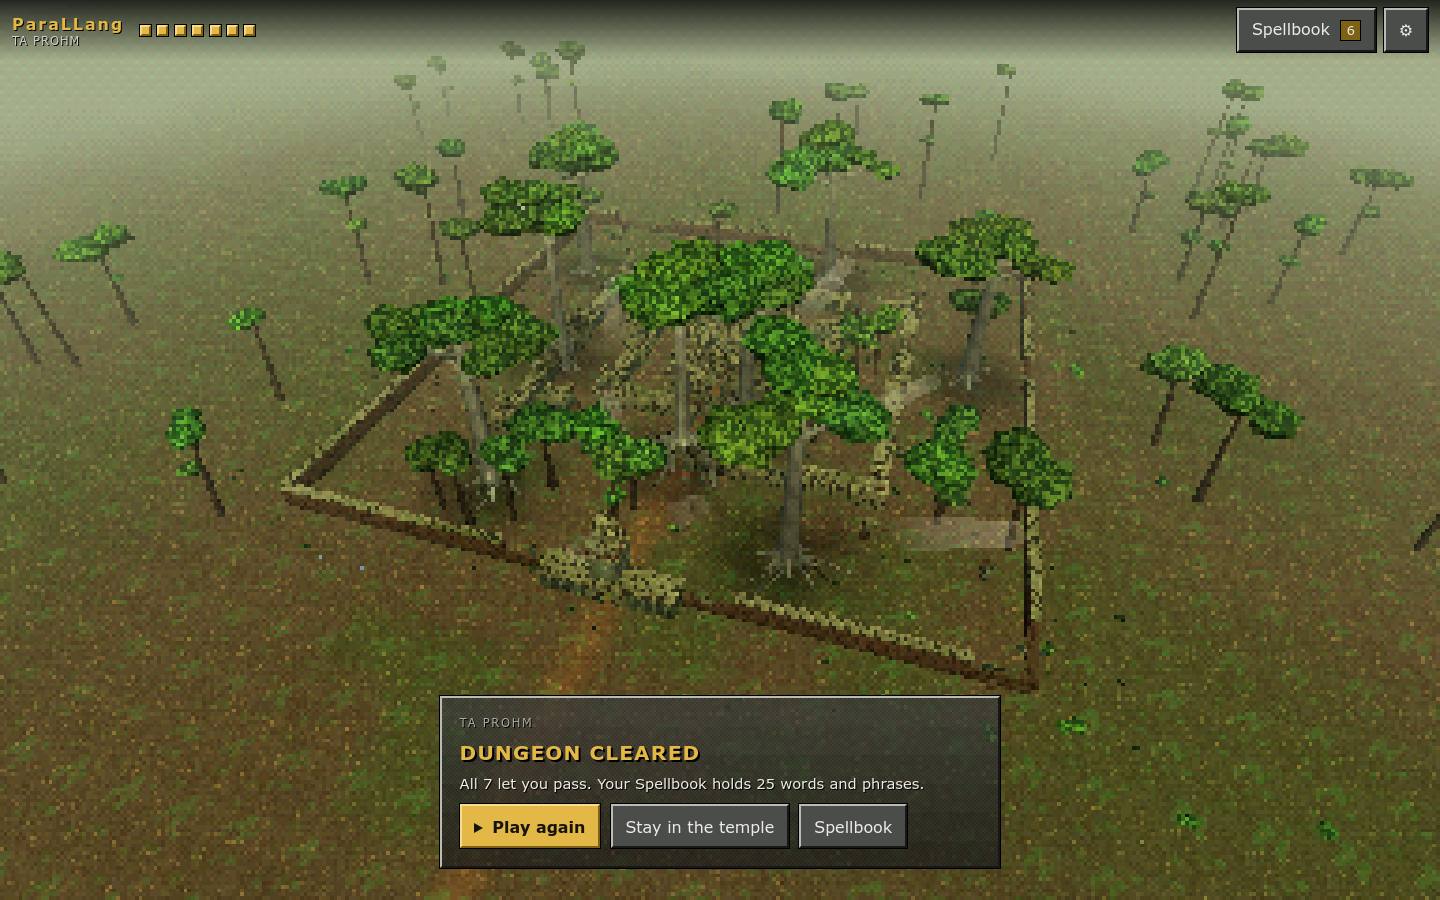 ParaLLang
TA PROHM
Spellbook 6
TA PROHM
DUNGEON CLEARED
All 7 let you pass. Your Spellbook holds 25 words and phrases.
Play again
Stay in the temple
Spellbook